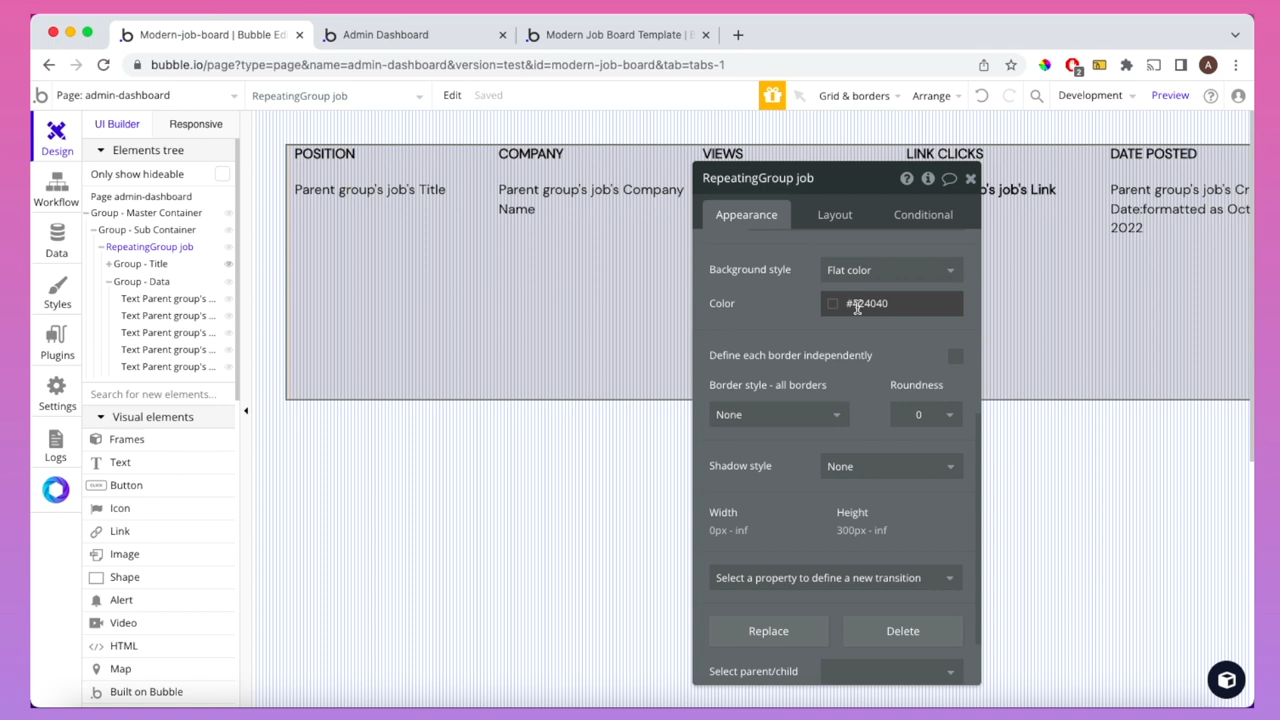 Modern-job-board | Bubble Edi
Admin Dashboard
Modern Job Board Template | B
bubble.io/page?type=page&name=admin-dashboard&version=test&id=modern-job-board&tab=tabs-1
2
A
Page: admin-dashboard
RepeatingGroup job
Edit
Saved
Grid & borders
Arrange
Development
Preview
Design
Workflow
Data
Styles
Plugins
Settings
Logs
UI Builder
Responsive
Elements tree
Only show hideable
Page admin-dashboard
Group - Master Container
Group - Sub Container
RepeatingGroup job
Group - Title
Group - Data
Text Parent group's ...
Text Parent group's ...
Text Parent group's ...
Text Parent group's ...
Text Parent group's ...
Search for new elements...
Visual elements
Frames
Text
CLICK Button
Icon
Link
Image
Shape
Alert
Video
HTML
Map
Built on Bubble
POSITION
COMPANY
VIEWS
LINK CLICKS
DATE POSTED
Parent group's job's Title
Parent group's job's Company
Name
's job's Link
Parent group's job's Cr
Date:formatted as Oct
2022
RepeatingGroup job
Appearance
Layout
Conditional
Background style
Flat color
Color
Define each border independently
Border style - all borders
Roundness
None
0
Shadow style
None
Width
Height
0px - inf
300px - inf
Select a property to define a new transition
Replace
Delete
Select parent/child